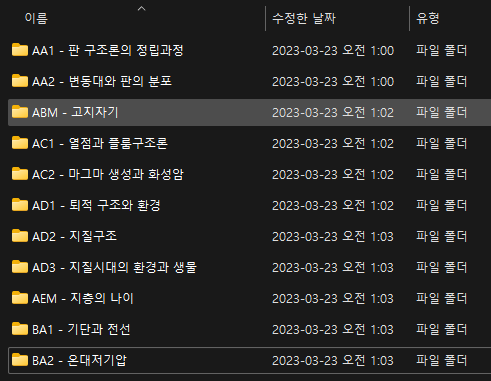 이름 수정한 날짜 유형
AA1 - 판 구조론의 정립과정 2023-03-23 오전 1:00 파일 폴더
AA2 - 변동대와 판의 분포 2023-03-23 오전 1:00 파일 폴더
ABM - 고지자기 2023-03-23 오전 1:02 파일 폴더
AC1 - 열점과 플룸구조론 2023-03-23 오전 1:02 파일 폴더
AC2 - 마그마 생성과 화성암 2023-03-23 오전 1:02 파일 폴더
AD1 - 퇴적 구조와 환경 2023-03-23 오전 1:02 파일 폴더
AD2 - 지질구조 2023-03-23 오전 1:03 파일 폴더
AD3 - 지질시대의 환경과 생물 2023-03-23 오전 1:03 파일 폴더
AEM - 지층의 나이 2023-03-23 오전 1:03 파일 폴더
BA1 - 기단과 전선 2023-03-23 오전 1:03 파일 폴더
BA2 - 온대저기압 2023-03-23 오전 1:03 파일 폴더